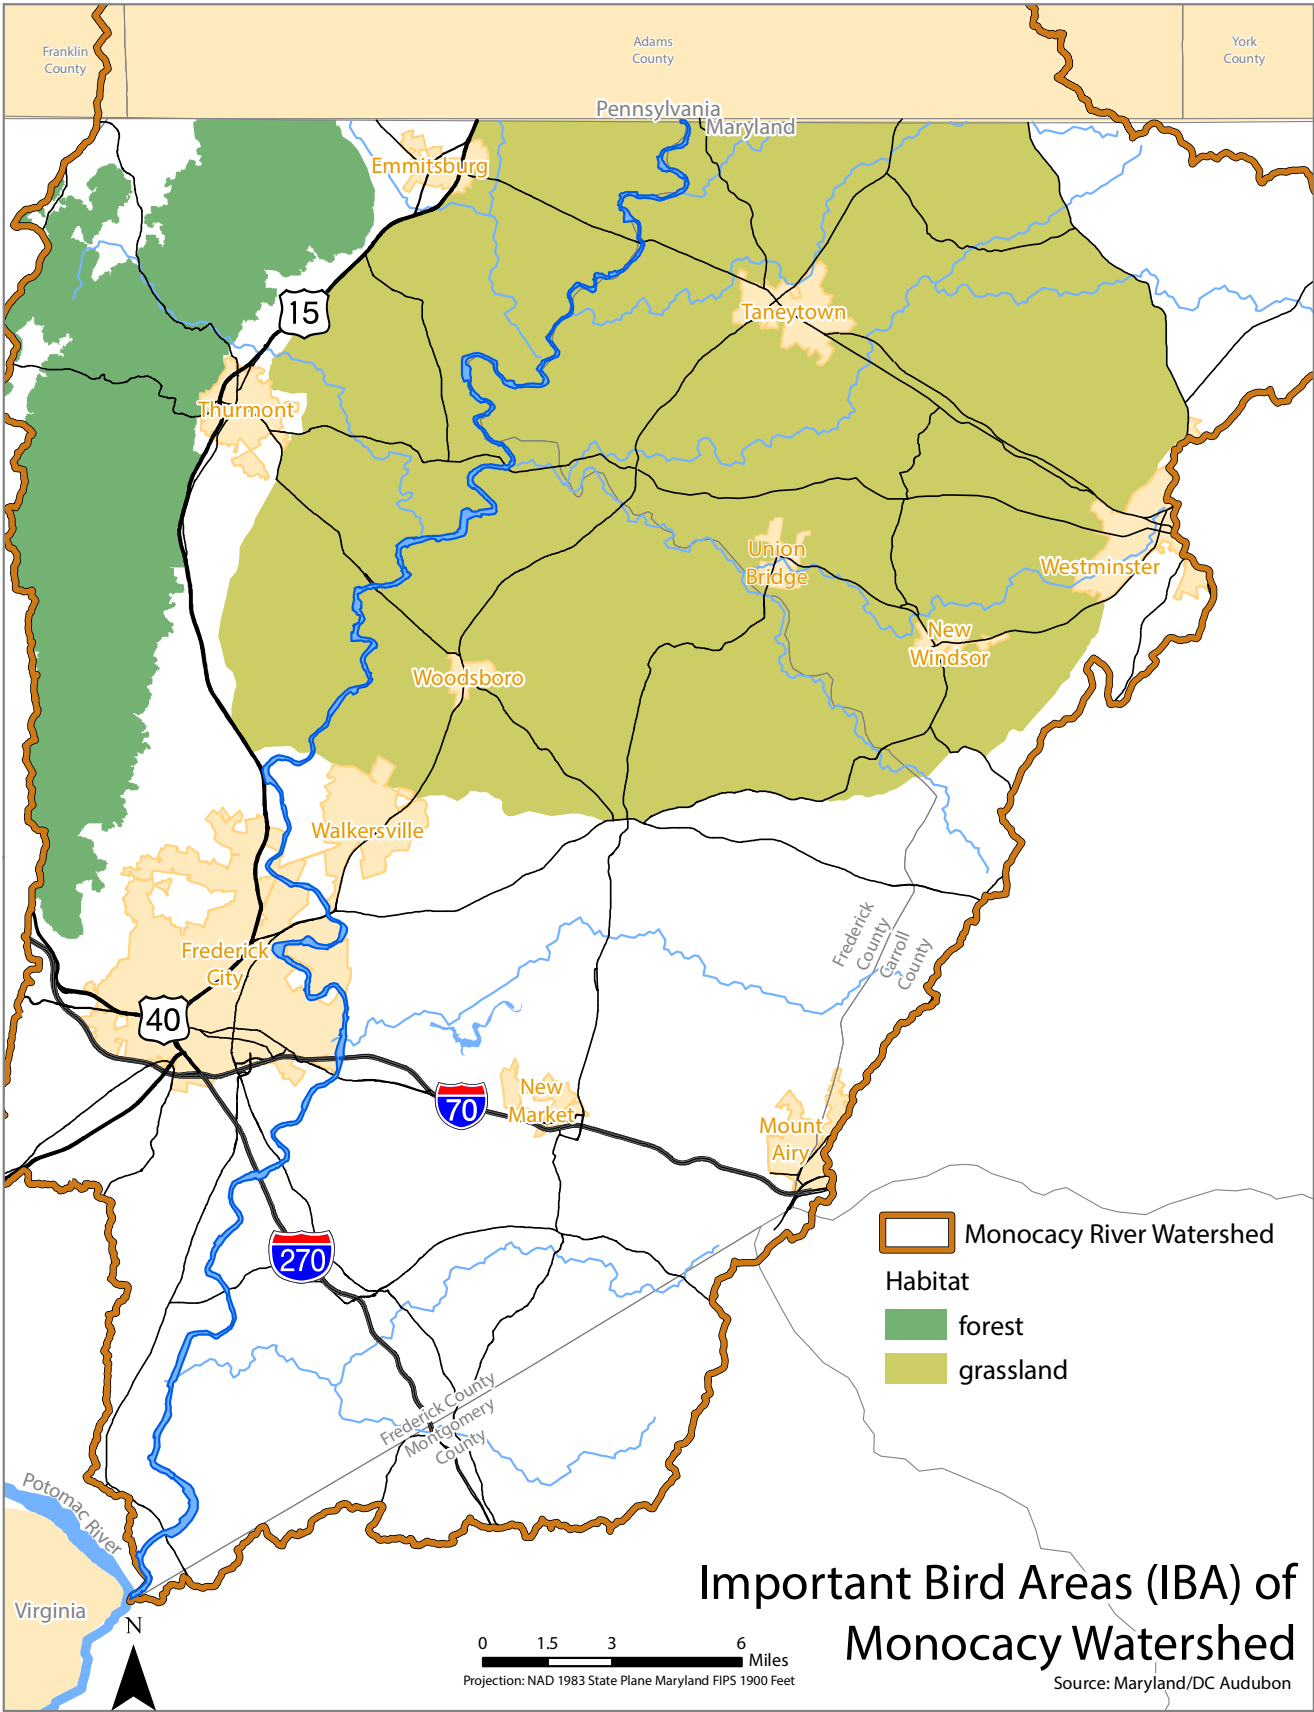 Franklin
County
Adams
County
York
County
Pennsylvania
Maryland
Emmitsburg
15
Taneytown
Thurmont
Union
Bridge
Westminster
New
Windsor
Woodsboro
Walkersville
Frederick
City
Frederick
County
Carroll
County
40
70
New
Market
Mount
Airy
270
Monocacy River Watershed
Habitat
forest
grassland
Frederick County
Montgomery
County
Potomac River
Virginia
N
Important Bird Areas (IBA) of
Monocacy Watershed
Source: Maryland/DC Audubon
0 1.5 3 6
Miles
Projection: NAD 1983 State Plane Maryland FIPS 1900 Feet